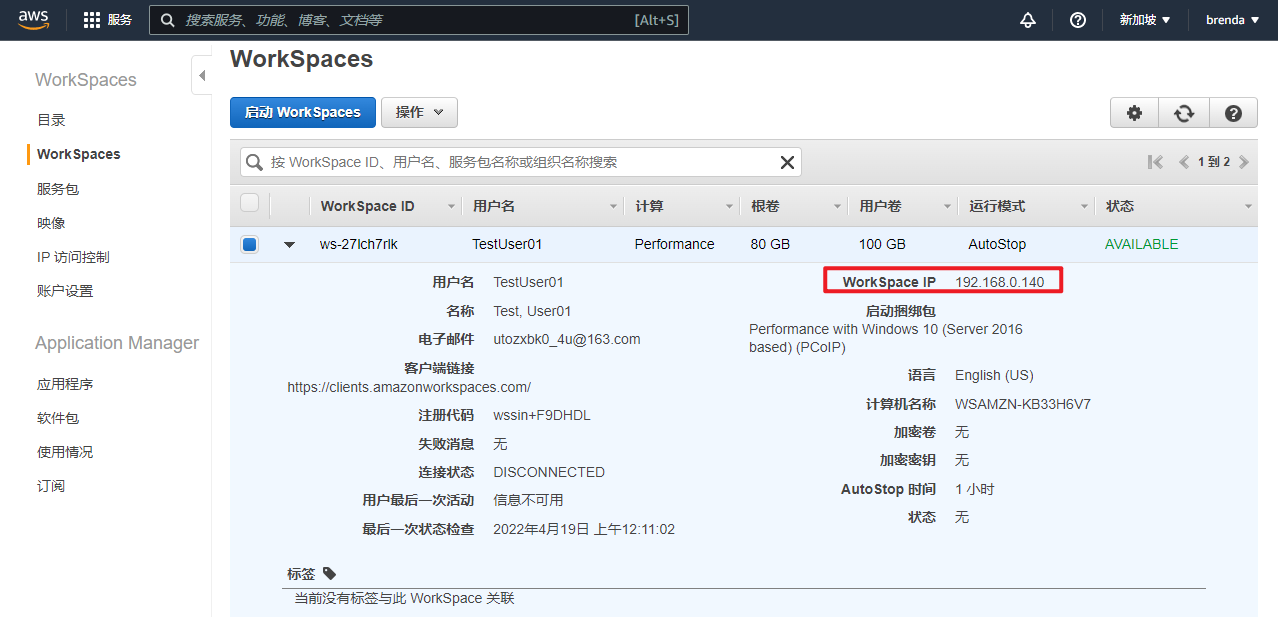 aws 服务 搜索服务、功能、博客、文档等 [Alt+S] 新加坡 ▼ brenda ▼
WorkSpaces
目录
WorkSpaces
服务包
映像
IP 访问控制
账户设置
Application Manager
应用程序
软件包
使用情况
订阅
WorkSpaces
启动 WorkSpaces 操作
按 WorkSpace ID、用户名、服务包名称或组织名称搜索 1 到 2
WorkSpace ID 用户名 计算 根卷 用户卷 运行模式 状态
ws-27lch7rlk TestUser01 Performance 80 GB 100 GB AutoStop AVAILABLE
用户名 TestUser01
名称 Test, User01
电子邮件 utozxbk0_4u@163.com
客户端链接
https://clients.amazonworkspaces.com/
注册代码 wssin+F9DHDL
失败消息 无
连接状态 DISCONNECTED
用户最后一次活动 信息不可用
最后一次状态检查 2022年4月19日 上午12:11:02
WorkSpace IP 192.168.0.140
启动捆绑包
Performance with Windows 10 (Server 2016
based) (PCoIP)
语言 English (US)
计算机名称 WSAMZN-KB33H6V7
加密卷 无
加密密钥 无
AutoStop 时间 1 小时
状态 无
标签
当前没有标签与此 WorkSpace 关联